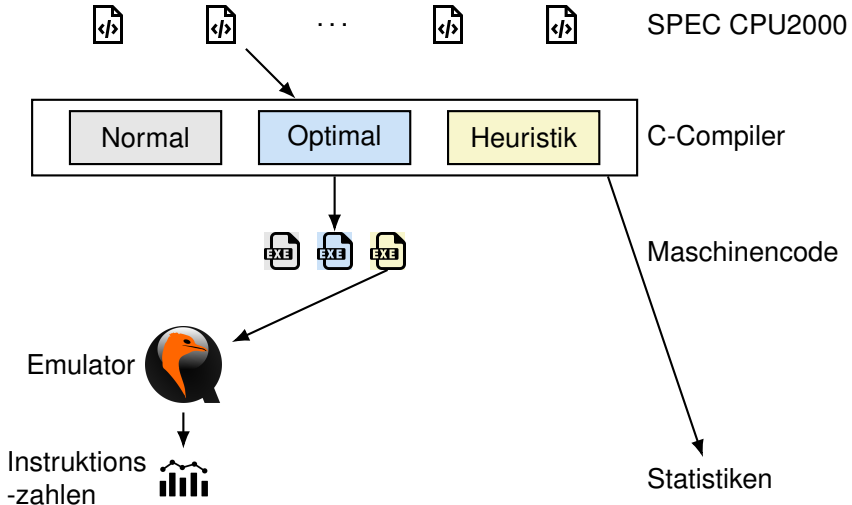 </> </> ... </> </> SPEC CPU2000
Normal Optimal Heuristik C-Compiler
EXE EXE EXE Maschinencode
Emulator
Instruktions
-zahlen
Statistiken